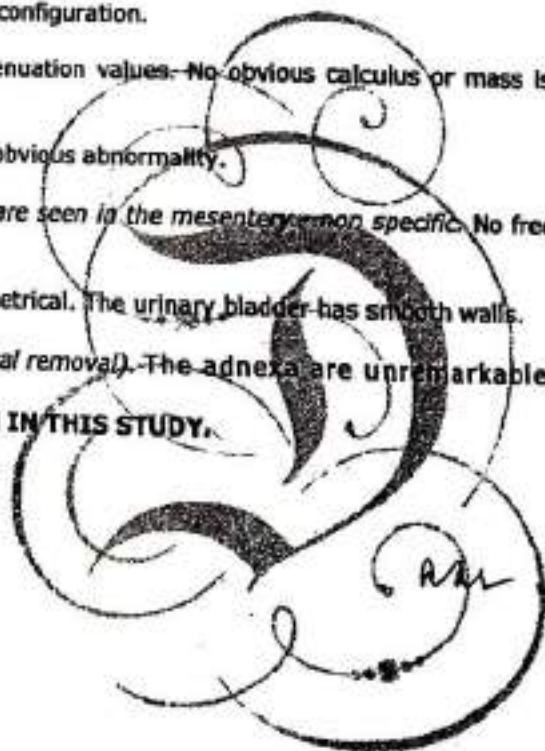 configuration.
enuation values. No obvious calculus or mass is
obvious abnormality.
are seen in the mesentery - non specific. No free
etrical. The urinary bladder has smooth walls.
al removal). The adnexa are unremarkable
IN THIS STUDY.